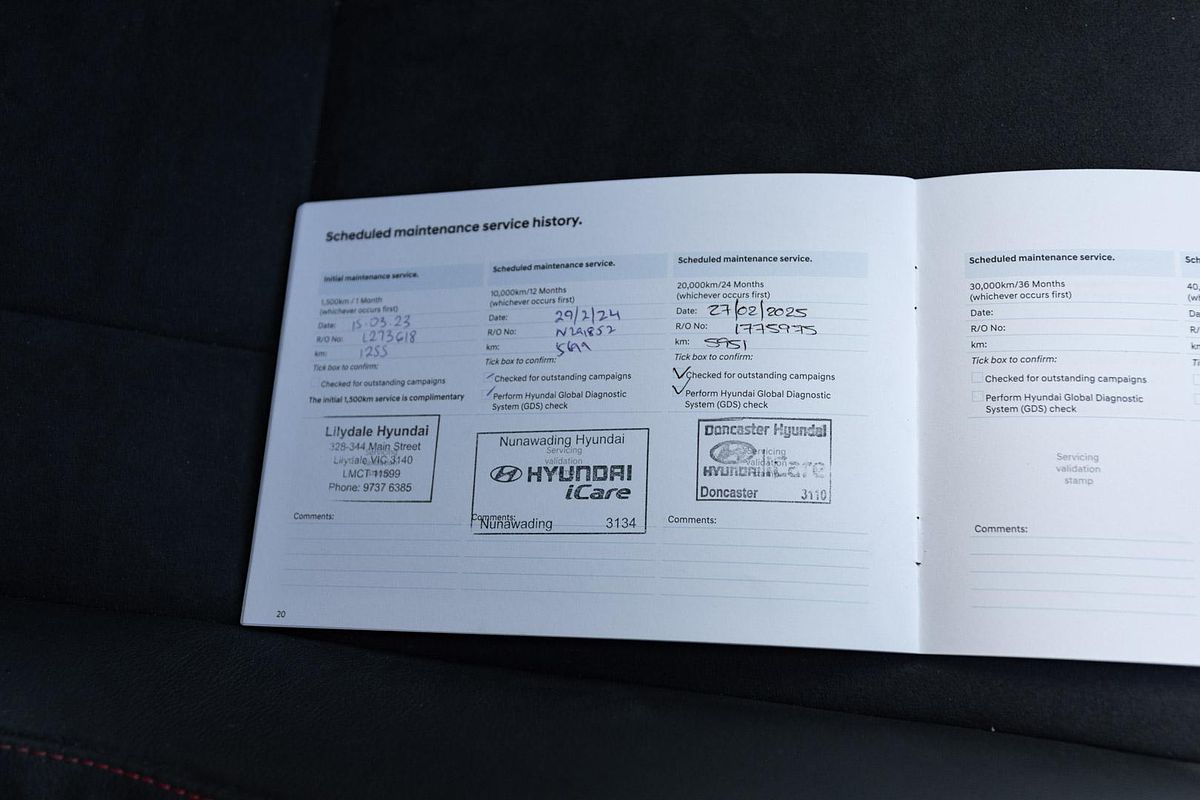 Scheduled maintenance service history.
Initial maintenance service.
1,500km / 1 Month
(whichever occurs first)
Date: 15.03.23
R/O No: L273618
km: 1255
Tick box to confirm:
Checked for outstanding campaigns
The initial 1,500km service is complimentary
Lilydale Hyundai
328-344 Main Street
Lilydale VIC 3140
LMCT 11599
Phone: 9737 6385
Comments:
Scheduled maintenance service.
10,000km/12 Months
(whichever occurs first)
Date: 29/2/24
R/O No:
km:
Tick box to confirm:
Checked for outstanding campaigns
Perform Hyundai Global Diagnostic
System (GDS) check
Nunawading Hyundai
Servicing
validation
HYUNDAI
iCare
Comments:
Nunawading 3134
Scheduled maintenance service.
20,000km/24 Months
(whichever occurs first)
Date: 27/02/2025
R/O No: 1775975
km: 5951
Tick box to confirm:
Checked for outstanding campaigns
Perform Hyundai Global Diagnostic
System (GDS) check
Doncaster Hyundai
Servicing
validation
HYUNDAI iCare
Doncaster 3110
Comments:
20
Scheduled maintenance service.
30,000km/36 Months
(whichever occurs first)
Date:
R/O No:
km:
Tick box to confirm:
Checked for outstanding campaigns
Perform Hyundai Global Diagnostic
System (GDS) check
Servicing
validation
stamp
Comments: